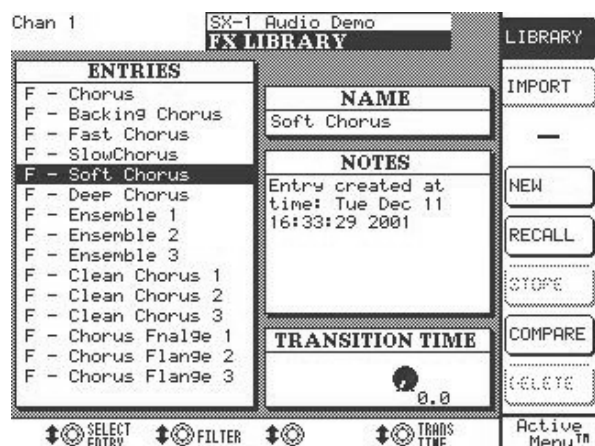 Chan 1
SX-1 Audio Demo
FX LIBRARY
LIBRARY
ENTRIES
F - Chorus
F - Backing Chorus
F - Fast Chorus
F - SlowChorus
F - Soft Chorus
F - Deep Chorus
F - Ensemble 1
F - Ensemble 2
F - Ensemble 3
F - Clean Chorus 1
F - Clean Chorus 2
F - Clean Chorus 3
F - Chorus Fnalge 1
F - Chorus Flange 2
F - Chorus Flange 3
NAME
Soft Chorus
NOTES
Entry created at
time: Tue Dec 11
16:33:29 2001
TRANSITION TIME
0.0
IMPORT
NEW
RECALL
STORE
COMPARE
DELETE
SELECT ENTRY
FILTER
TRANS TIME
Active
Menu™